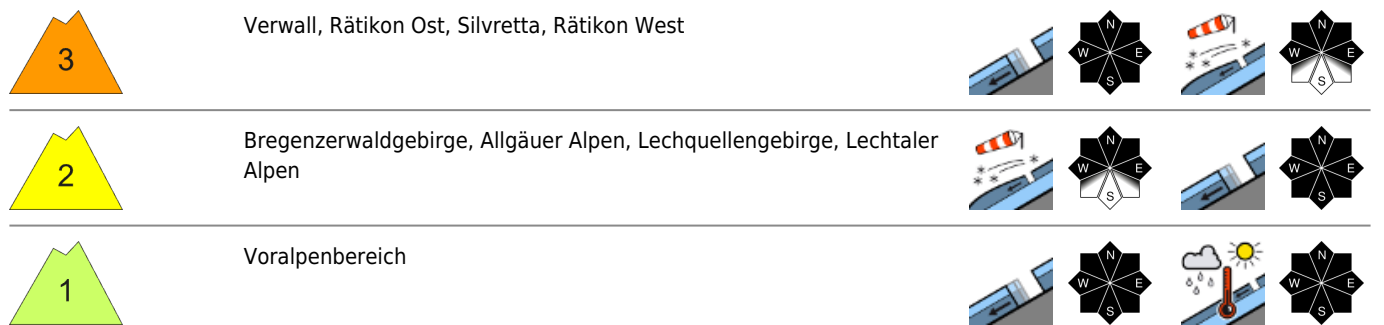 3
Verwall, Rätikon Ost, Silvretta, Rätikon West
N
W E
S
N
W E
S
2
Bregenzerwaldgebirge, Allgäuer Alpen, Lechquellengebirge, Lechtaler
Alpen
N
W E
S
N
W E
S
1
Voralpenbereich
N
W E
S
N
W E
S